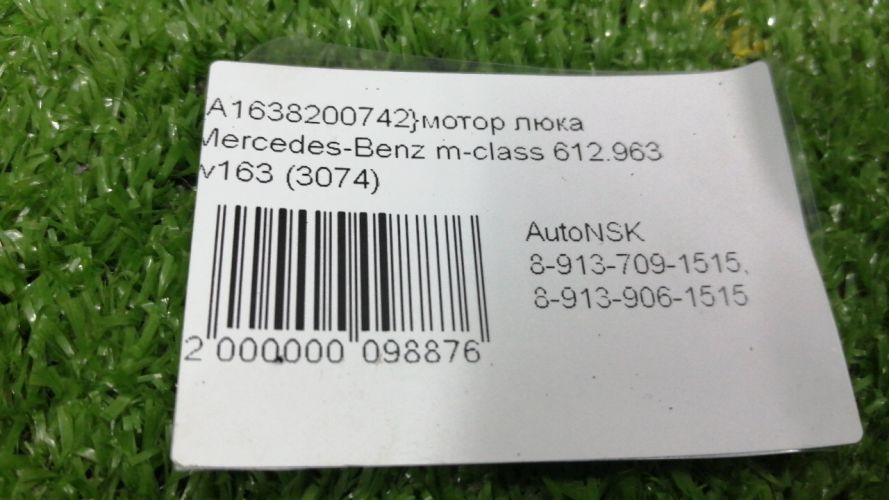 A1638200742}мотор люка
Mercedes-Benz m-class 612.963
w163 (3074)
2 000000 098876
AutoNSK
8-913-709-1515,
8-913-906-1515